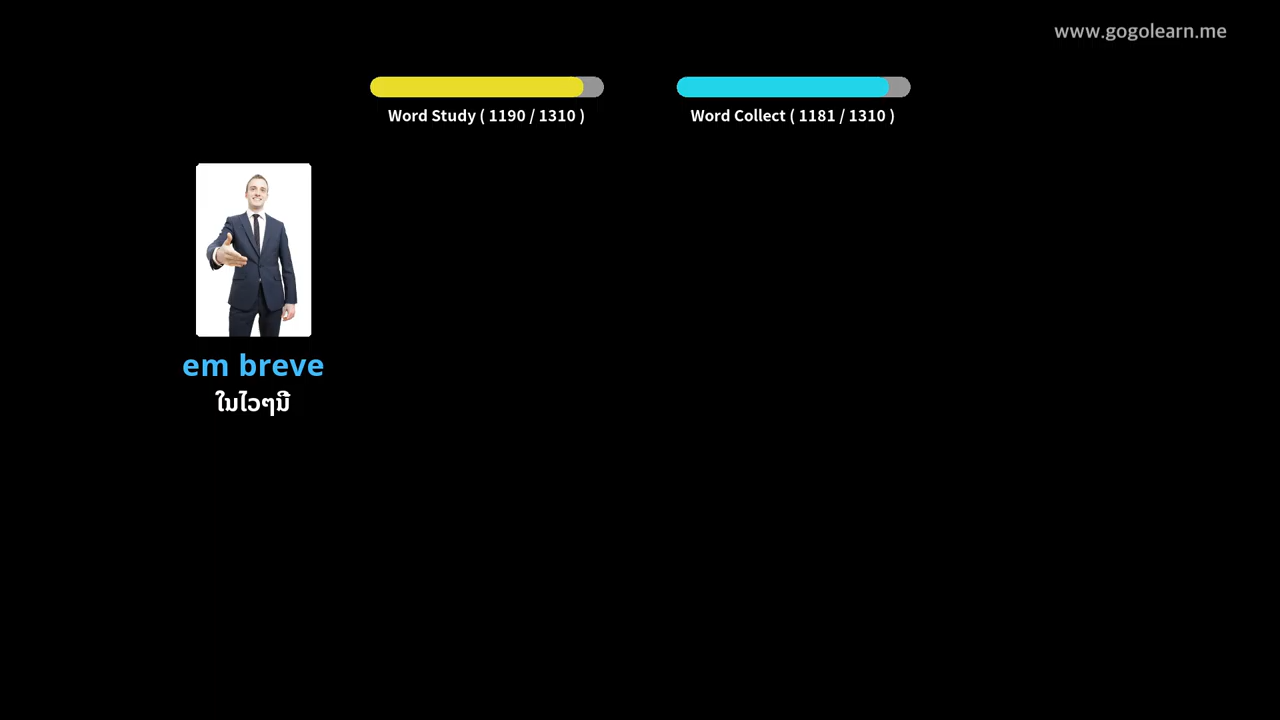 www.gogolearn.me
Word Study ( 1190 / 1310 )
Word Collect ( 1181 / 1310 )
em breve
ໃນໄວໆນີ້